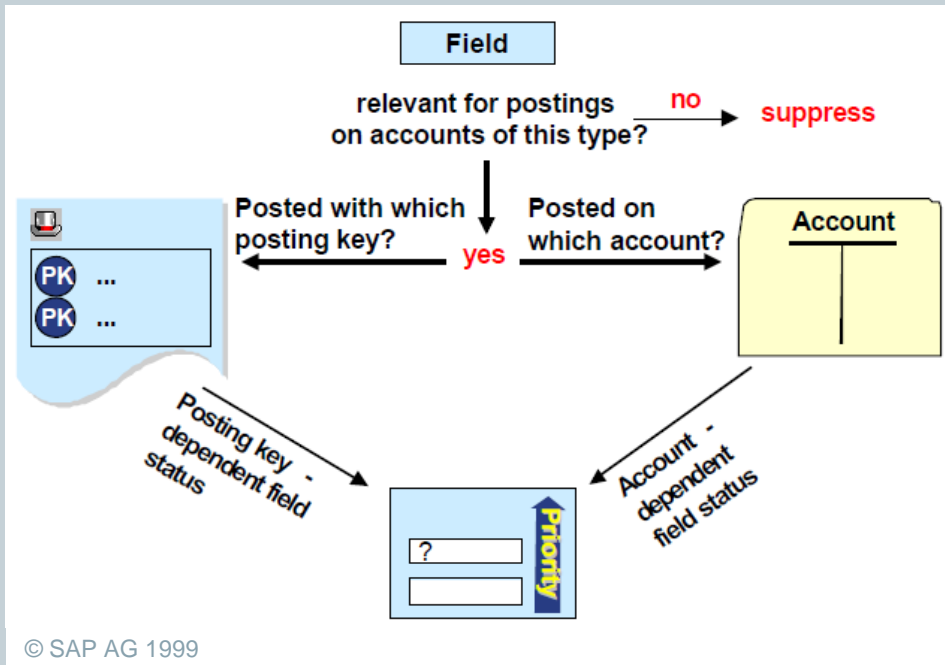 Field
relevant for postings
on accounts of this type?
no
suppress
Posted with which
posting key?
yes
Posted on
which account?
Account
PK ...
PK ...
Posting key -
dependent field
status
Account -
dependent
field status
?
Priority
© SAP AG 1999